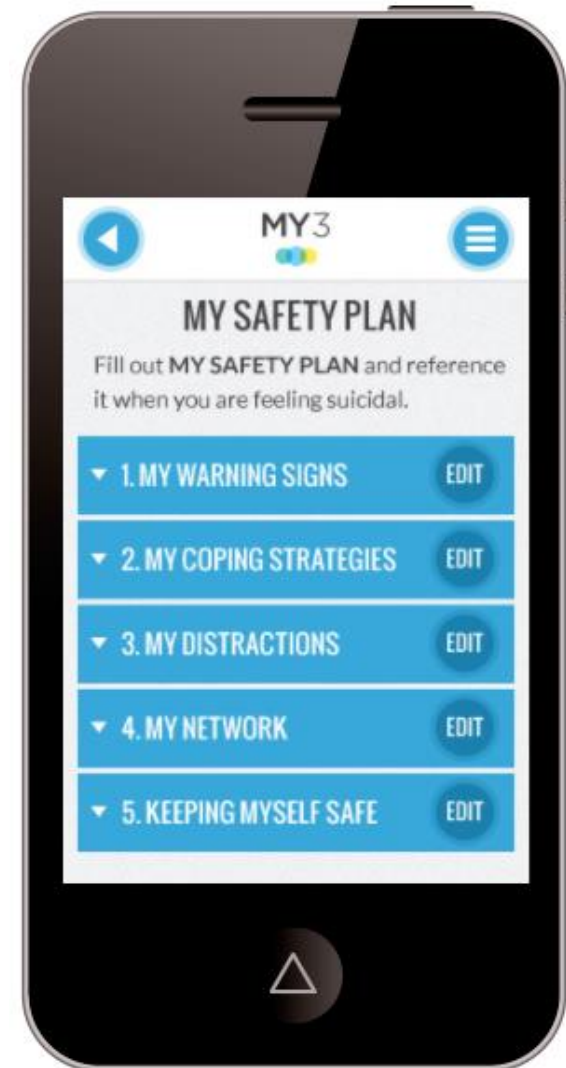 MY3
MY SAFETY PLAN
Fill out MY SAFETY PLAN and reference
it when you are feeling suicidal.
1. MY WARNING SIGNS EDIT
2. MY COPING STRATEGIES EDIT
3. MY DISTRACTIONS EDIT
4. MY NETWORK EDIT
5. KEEPING MYSELF SAFE EDIT